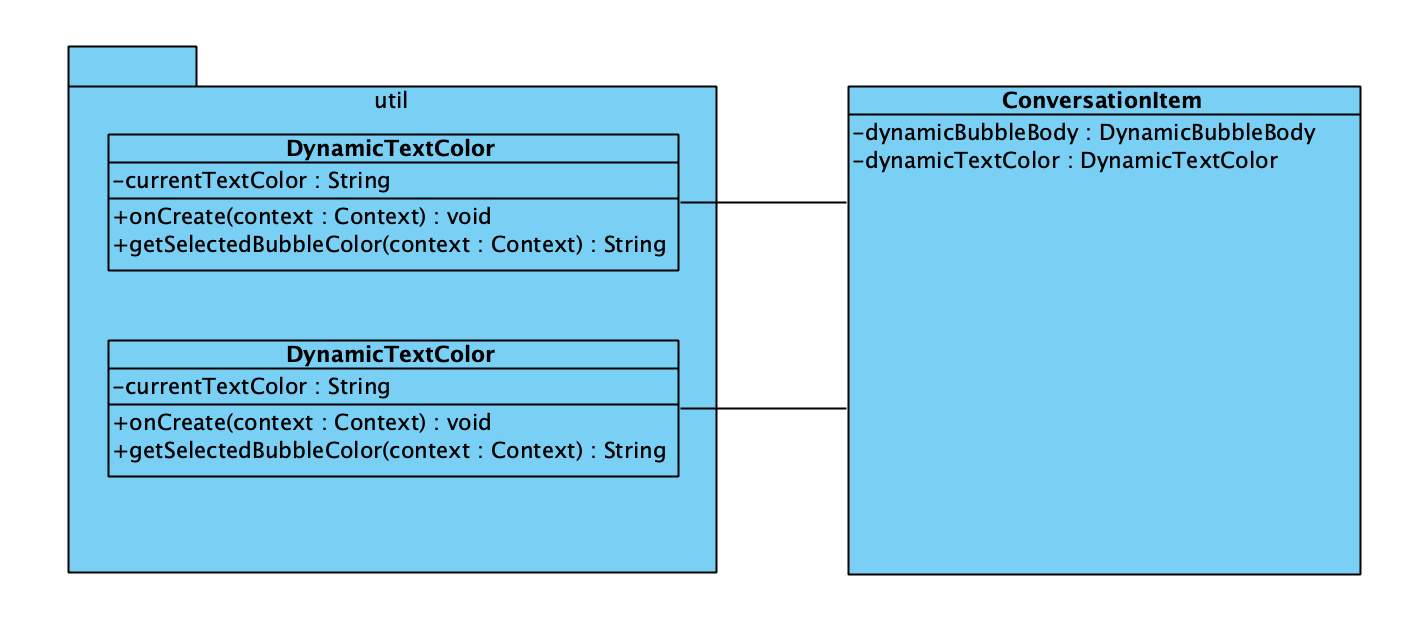 util
DynamicTextColor
-currentTextColor : String
+onCreate(context : Context) : void
+getSelectedBubbleColor(context : Context) : String
DynamicTextColor
-currentTextColor : String
+onCreate(context : Context) : void
+getSelectedBubbleColor(context : Context) : String
ConversationItem
-dynamicBubbleBody : DynamicBubbleBody
-dynamicTextColor : DynamicTextColor